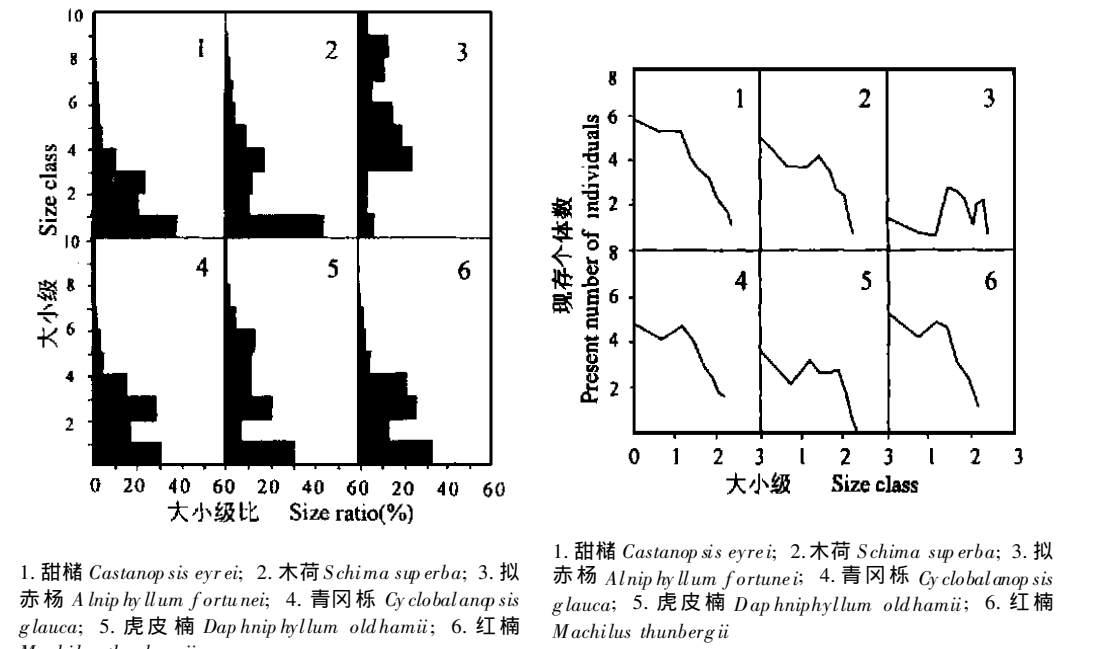 10
8
6
4
2
10
8
6
4
2
大小级 Size class
1
2
3
4
5
6
0 20 40 60 20 40 60 20 40 60
大小级比 Size ratio(%)
1. 甜槠 Castanopsis eyrei; 2. 木荷 Schima superba; 3. 拟
赤杨 Alniphyllum fortunei; 4. 青冈栎 Cyclobalanopsis
glauca; 5. 虎皮楠 Daphniphyllum oldhamii; 6. 红楠
现存个体数
Present number of individuals
8
6
4
2
8
6
4
2
1
2
3
4
5
6
0 1 2 3 1 2 3 1 2 3
大小级 Size class
1. 甜槠 Castanopsis eyrei; 2. 木荷 Schima superba; 3. 拟
赤杨 Alniphyllum fortunei; 4. 青冈栎 Cyclobalanopsis
glauca; 5. 虎皮楠 Daphniphyllum oldhamii; 6. 红楠
Machilus thunbergii